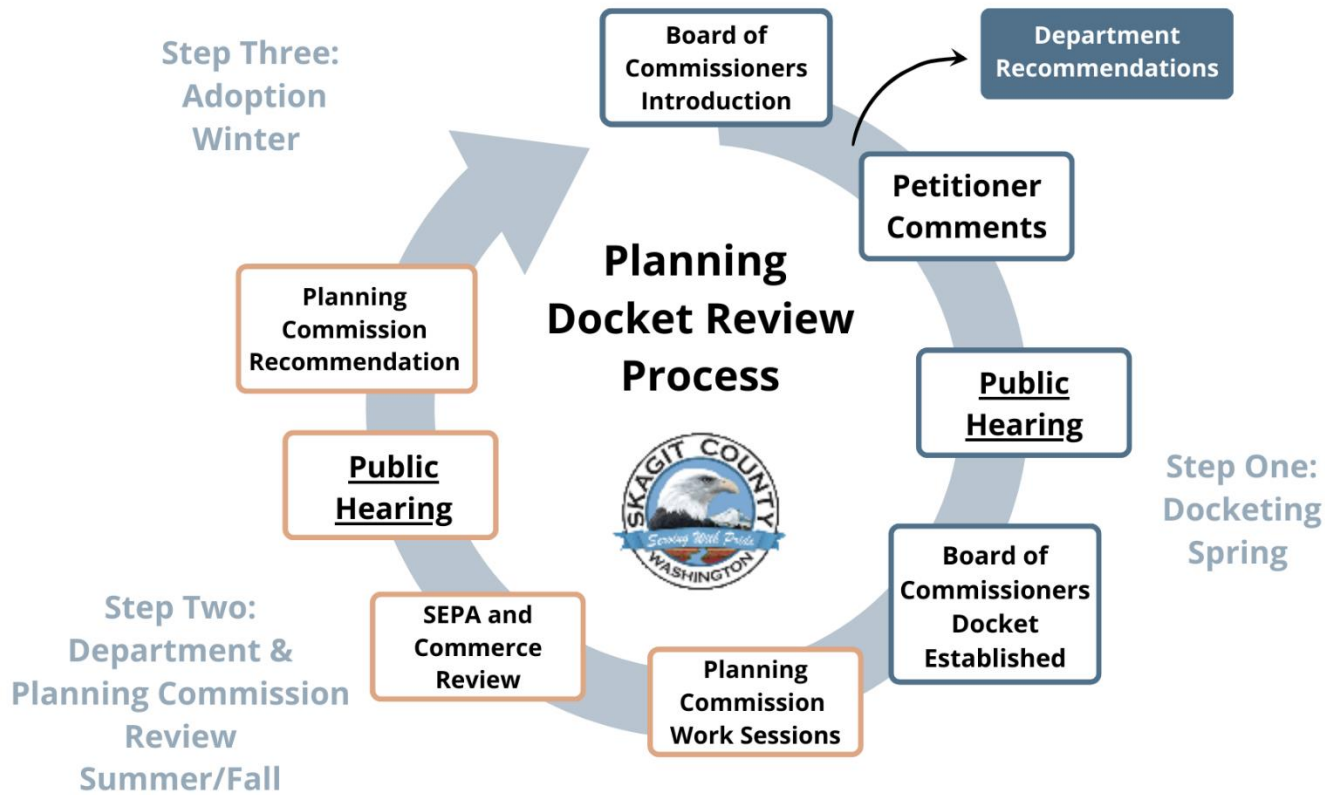 Planning
Docket Review
Process
SKAGIT COUNTY
Serving With Pride
WASHINGTON
Board of
Commissioners
Introduction
Department
Recommendations
Petitioner
Comments
Public
Hearing
Step One:
Docketing
Spring
Board of
Commissioners
Docket
Established
Planning
Commission
Work Sessions
SEPA and
Commerce
Review
Step Two:
Department &
Planning Commission
Review
Summer/Fall
Public
Hearing
Planning
Commission
Recommendation
Step Three:
Adoption
Winter